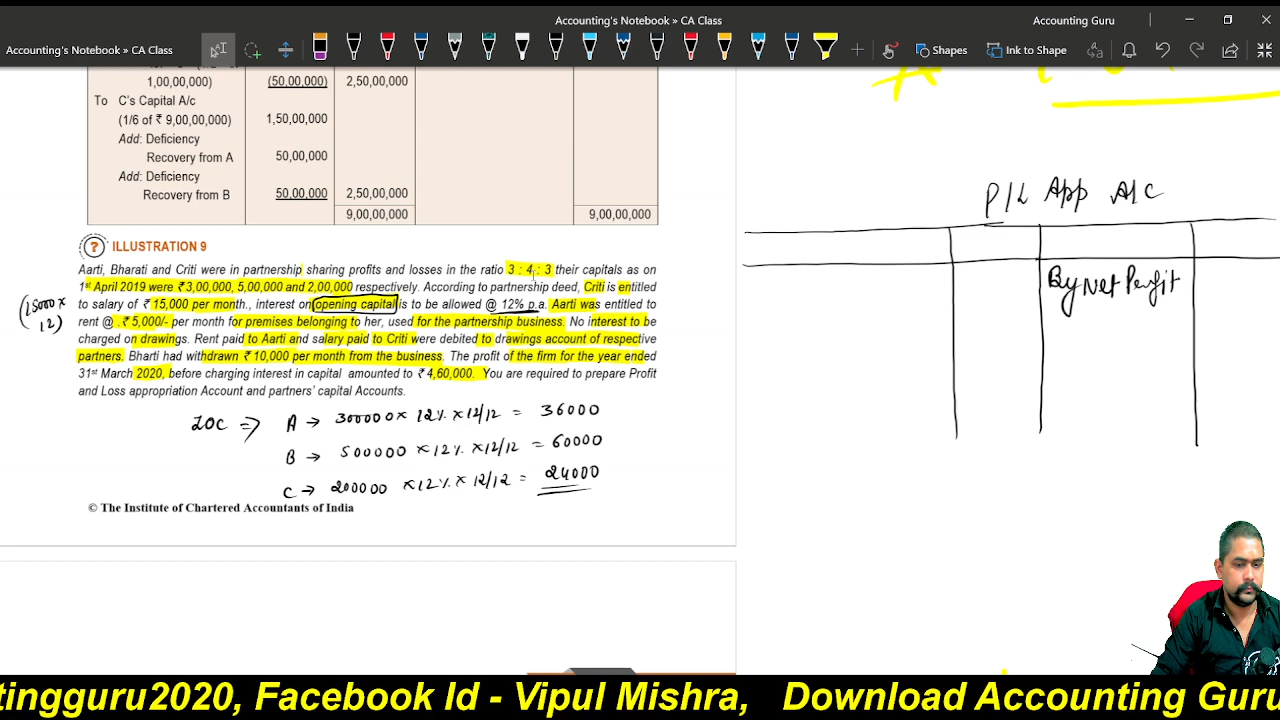 Accounting's Notebook » CA Class
Accounting Guru
Accounting's Notebook » CA Class
Shapes
Ink to Shape
1,00,00,000) (50,00,000) 2,50,00,000
To C's Capital A/c
(1/6 of ₹ 9,00,00,000) 1,50,00,000
Add: Deficiency
Recovery from A 50,00,000
Add: Deficiency
Recovery from B 50,00,000 2,50,00,000
9,00,00,000 9,00,00,000
? ILLUSTRATION 9
Aarti, Bharati and Criti were in partnership sharing profits and losses in the ratio 3 : 4 : 3 their capitals as on
1st April 2019 were ₹ 3,00,000, 5,00,000 and 2,00,000 respectively. According to partnership deed, Criti is entitled
to salary of ₹ 15,000 per month., interest on opening capital is to be allowed @ 12% p.a. Aarti was entitled to
rent @ .₹ 5,000/- per month for premises belonging to her, used for the partnership business. No interest to be
charged on drawings. Rent paid to Aarti and salary paid to Criti were debited to drawings account of respective
partners. Bharti had withdrawn ₹ 10,000 per month from the business. The profit of the firm for the year ended
31st March 2020, before charging interest in capital amounted to ₹ 4,60,000. You are required to prepare Profit
and Loss appropriation Account and partners' capital Accounts.
(15000 x
12)
IOC => A → 300000 x 12% x 12/12 = 36000
B → 500000 x 12% x 12/12 = 60000
C → 200000 x 12% x 12/12 = 24000
© The Institute of Chartered Accountants of India
P/L App A/C
By Net Profit
tingguru2020, Facebook Id - Vipul Mishra, Download Accounting Guru